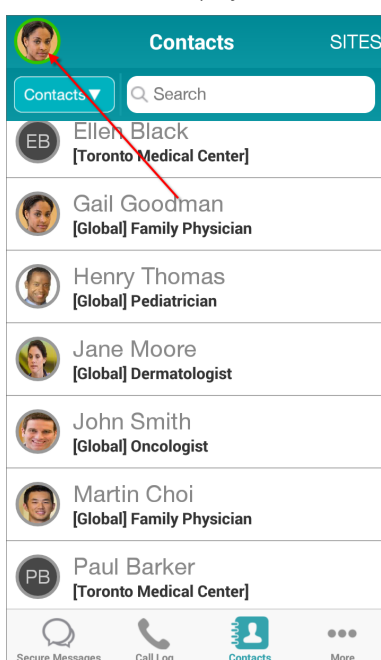 Contacts SITES
Contacts▼ Search
EB Ellen Black
[Toronto Medical Center]
Gail Goodman
[Global] Family Physician
Henry Thomas
[Global] Pediatrician
Jane Moore
[Global] Dermatologist
John Smith
[Global] Oncologist
Martin Choi
[Global] Family Physician
PB Paul Barker
[Toronto Medical Center]
Secure Messages Call Log Contacts More